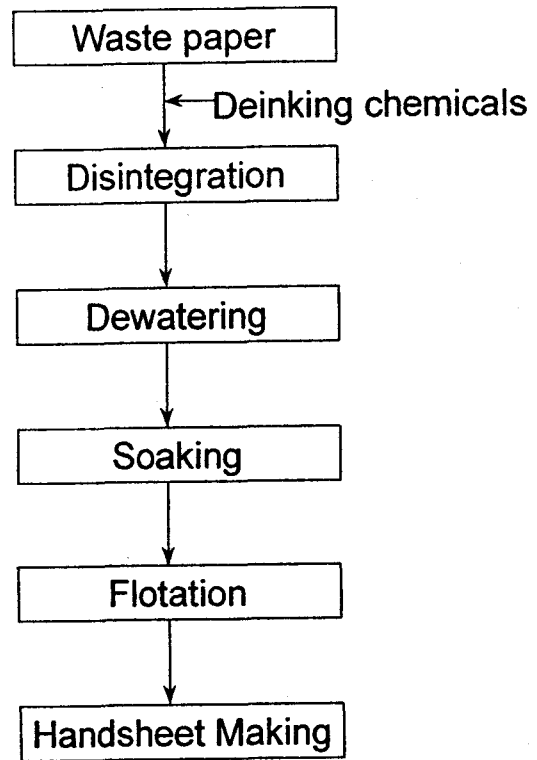 Waste paper
Deinking chemicals
Disintegration
Dewatering
Soaking
Flotation
Handsheet Making